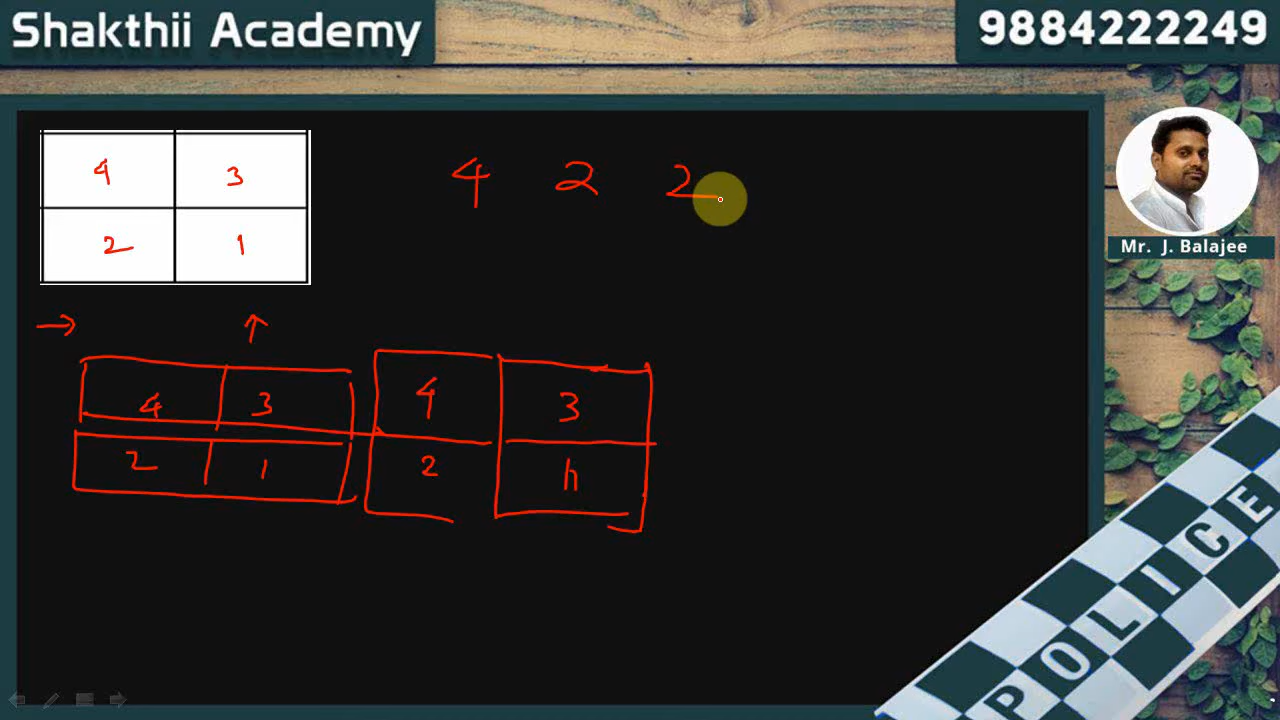 Shakthii Academy
9884222249
4 3
2 1
4 2 2
→ ↑
4 3 4 3
2 1 2
Mr. J. Balajee
POLICE